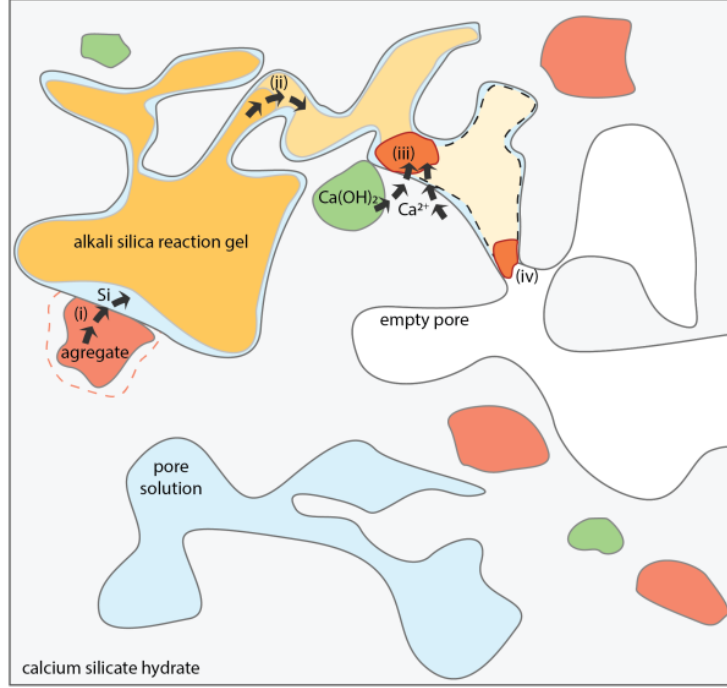 (ii)
(iii)
Ca(OH)₂
Ca²⁺
alkali silica reaction gel
(iv)
Si
(i)
empty pore
agregate
pore
solution
calcium silicate hydrate